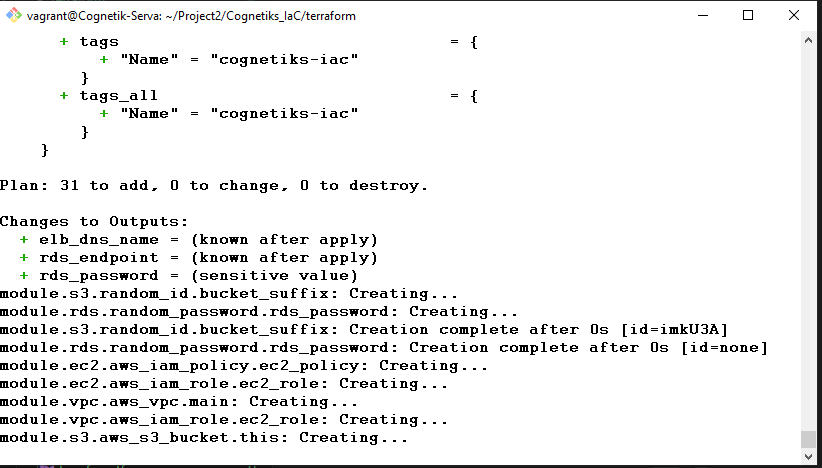 vagrant@Cognetik-Serva: ~/Project2/Cognetiks_IaC/terraform
+ tags = {
+ "Name" = "cognetiks-iac"
}
+ tags_all = {
+ "Name" = "cognetiks-iac"
}
}
Plan: 31 to add, 0 to change, 0 to destroy.
Changes to Outputs:
+ elb_dns_name = (known after apply)
+ rds_endpoint = (known after apply)
+ rds_password = (sensitive value)
module.s3.random_id.bucket_suffix: Creating...
module.rds.random_password.rds_password: Creating...
module.s3.random_id.bucket_suffix: Creation complete after 0s [id=imkU3A]
module.rds.random_password.rds_password: Creation complete after 0s [id=none]
module.ec2.aws_iam_policy.ec2_policy: Creating...
module.ec2.aws_iam_role.ec2_role: Creating...
module.vpc.aws_vpc.main: Creating...
module.vpc.aws_iam_role.ec2_role: Creating...
module.s3.aws_s3_bucket.this: Creating...